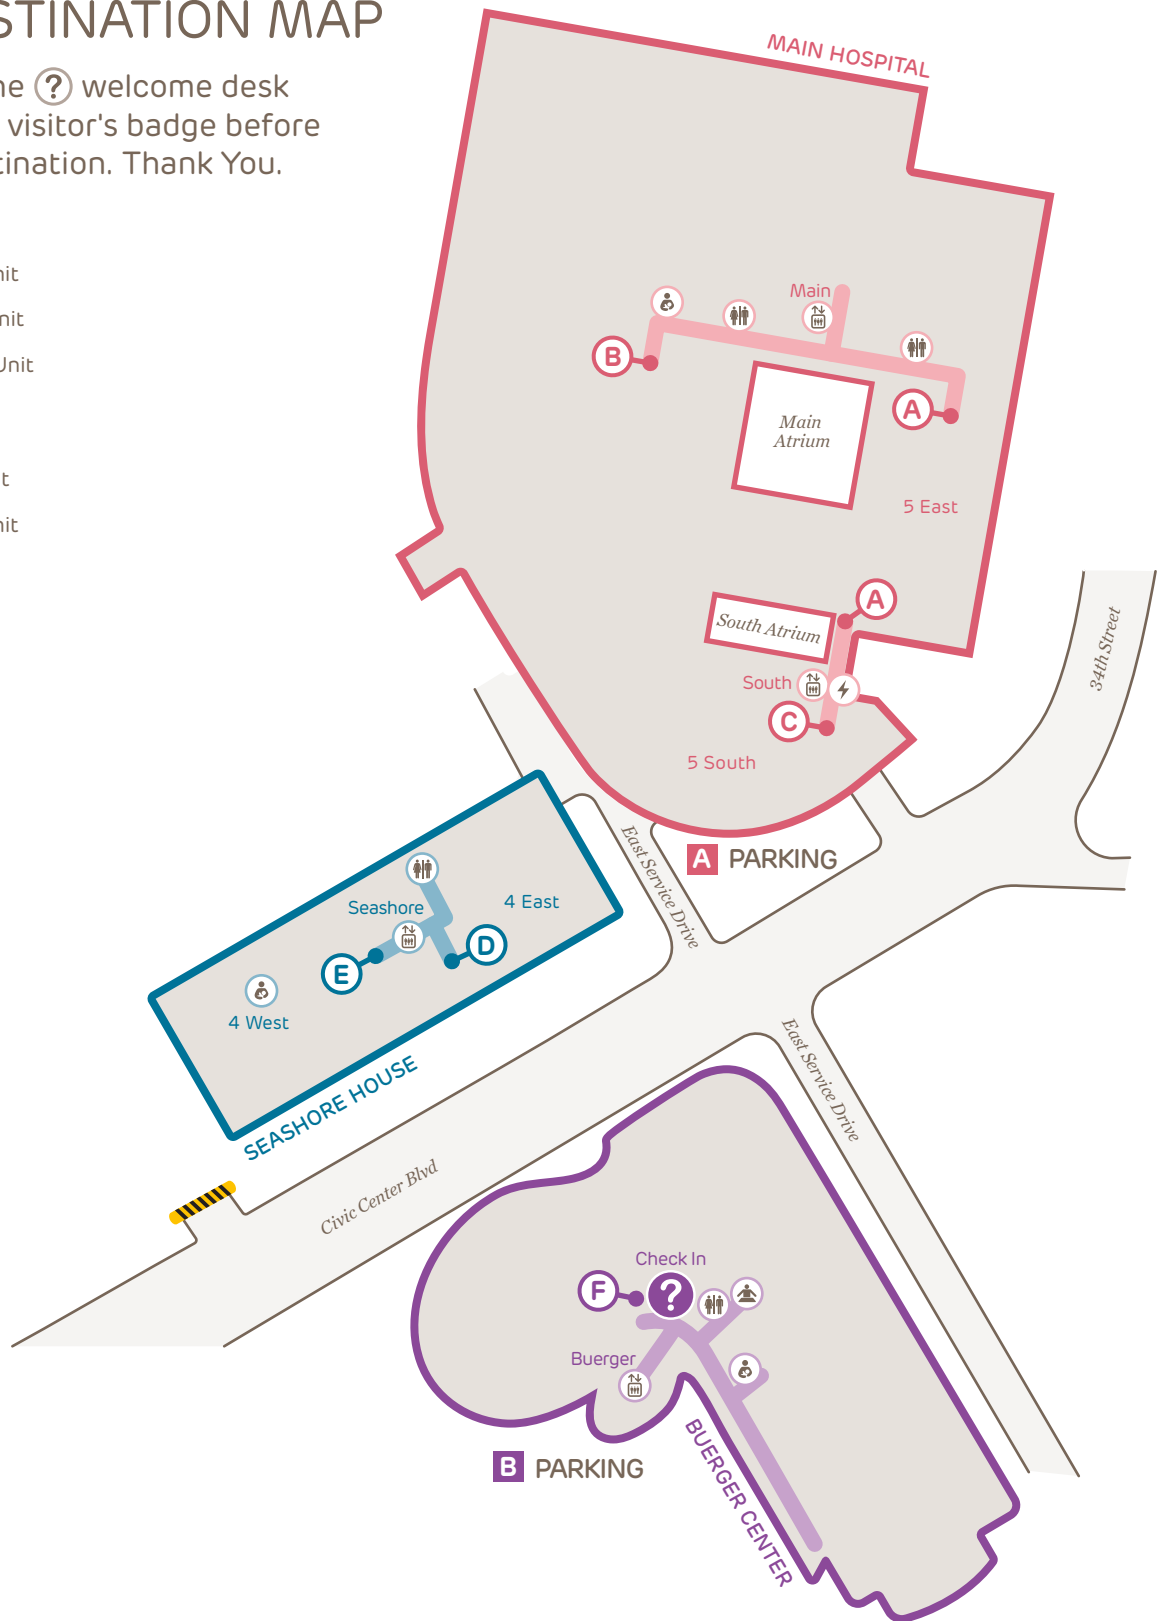 STINATION MAP
ne ? welcome desk
visitor's badge before
tination. Thank You.
nit
nit
Unit
t
nit
MAIN HOSPITAL
Main
B
A
Main
Atrium
5 East
A
South Atrium
South
C
5 South
34th Street
A PARKING
East Service Drive
Seashore
4 East
D
E
4 West
SEASHORE HOUSE
East Service Drive
Civic Center Blvd
Check In
F
?
Buerger
B PARKING
BUERGER CENTER